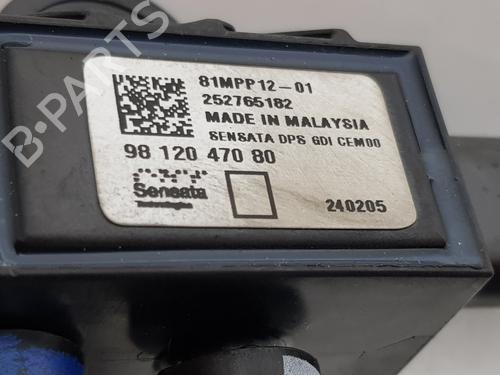 81MPP12-01
252765182
MADE IN MALAYSIA
SENSATA DPS GDI CEM00
98 120 470 80
Sensata
Technologies
240205
B-PARTS